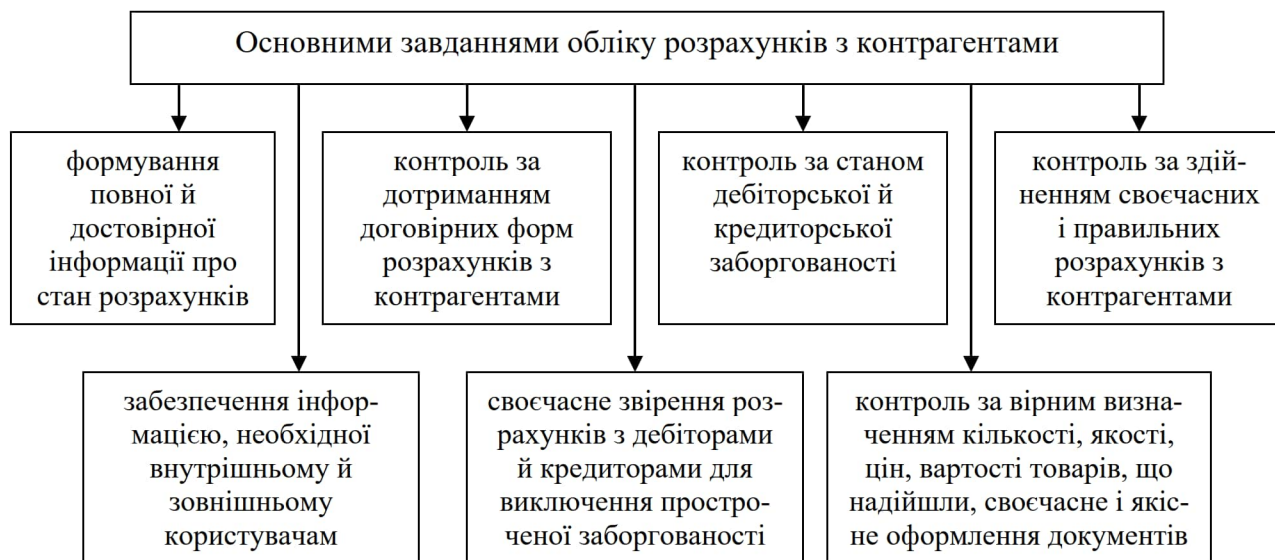 Основними завданнями обліку розрахунків з контрагентами
формування
повної й
достовірної
інформації про
стан розрахунків
контроль за
дотриманням
договірних форм
розрахунків з
контрагентами
контроль за станом
дебіторської й
кредиторської
заборгованості
контроль за здій-
ненням своєчасних
і правильних
розрахунків з
контрагентами
забезпечення інфор-
мацією, необхідної
внутрішньому й
зовнішньому
користувачам
своєчасне звірення роз-
рахунків з дебіторами
й кредиторами для
виключення простро-
ченої заборгованості
контроль за вірним визна-
ченням кількості, якості,
цін, вартості товарів, що
надійшли, своєчасне і якіс-
не оформлення документів